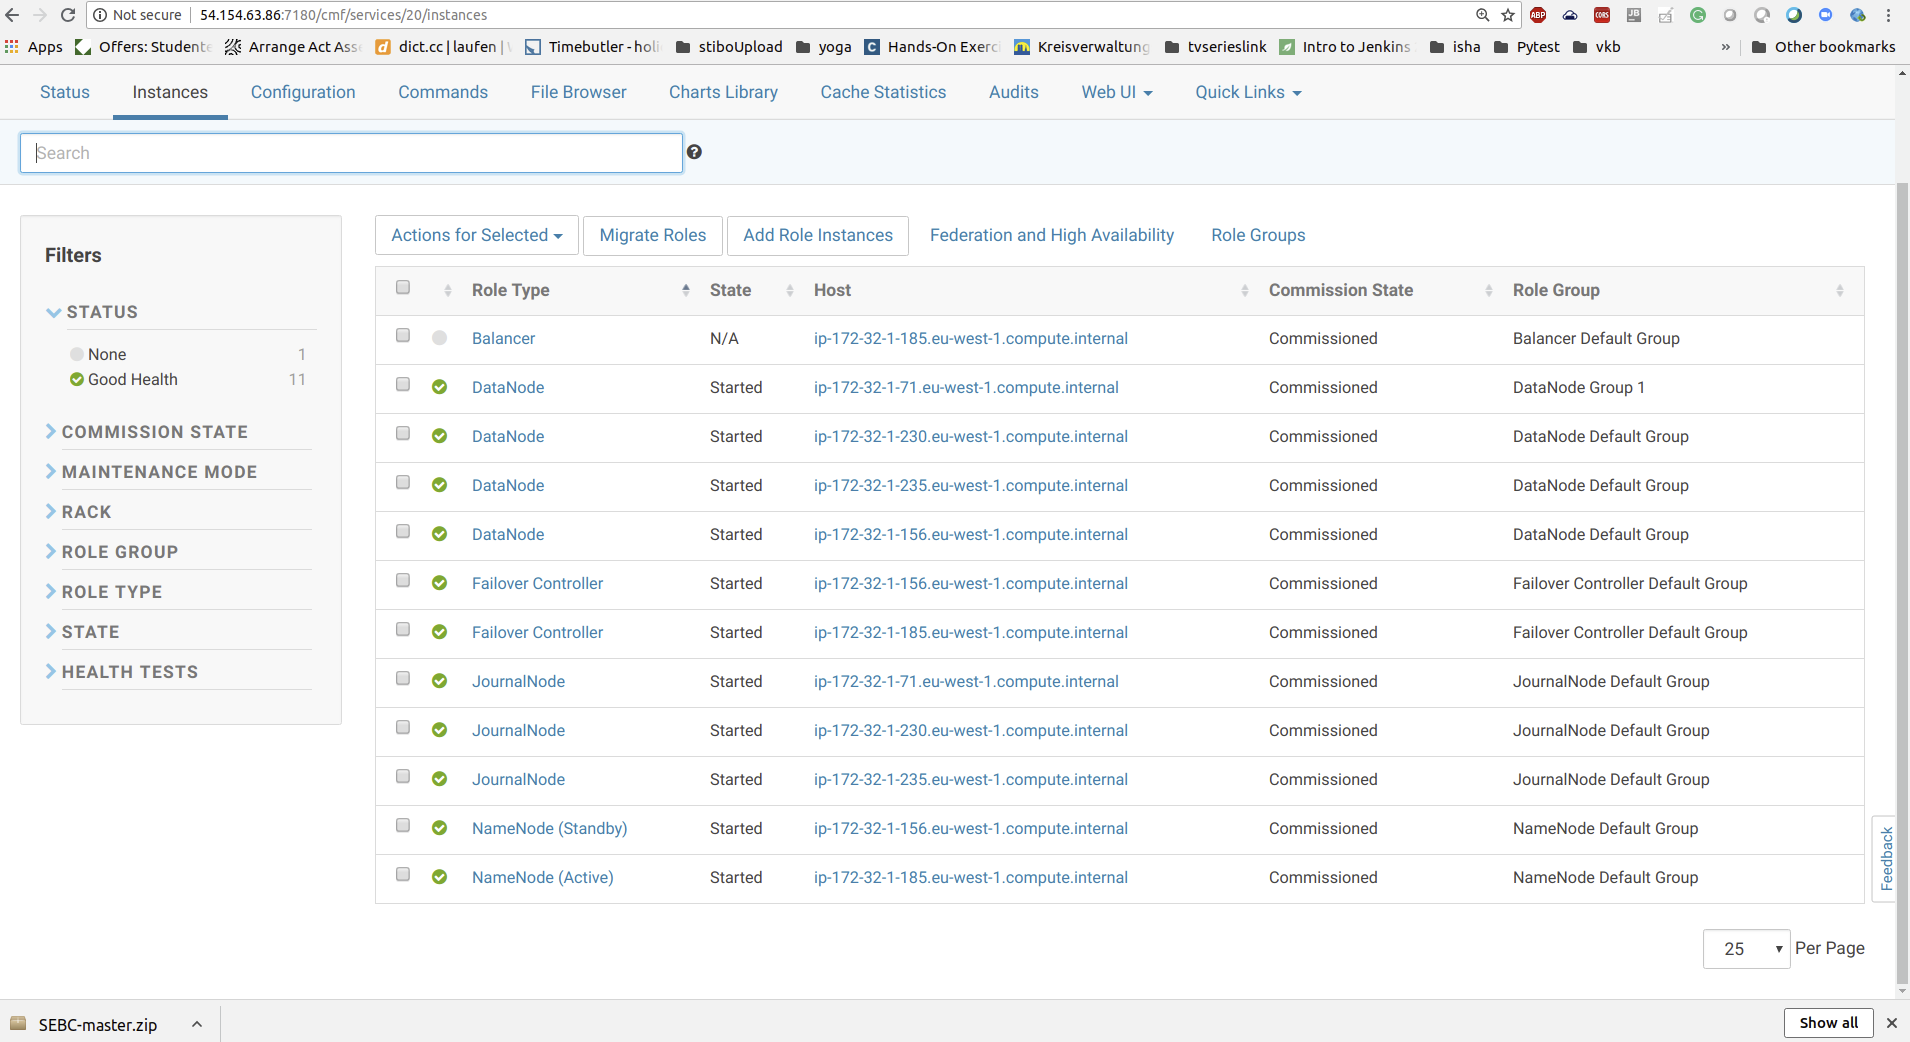 Not secure 54.154.63.86:7180/cmf/services/20/instances
Apps Offers: Students Arrange Act Ass dict.cc | laufen | Timebutler - holi stiboUpload yoga Hands-On Exerc Kreisverwaltung tvserieslink Intro to Jenkins isha Pytest vkb » Other bookmarks
Status Instances Configuration Commands File Browser Charts Library Cache Statistics Audits Web UI Quick Links
Search
Filters
STATUS
None 1
Good Health 11
COMMISSION STATE
MAINTENANCE MODE
RACK
ROLE GROUP
ROLE TYPE
STATE
HEALTH TESTS
Actions for Selected Migrate Roles Add Role Instances Federation and High Availability Role Groups
Role Type State Host Commission State Role Group
Balancer N/A ip-172-32-1-185.eu-west-1.compute.internal Commissioned Balancer Default Group
DataNode Started ip-172-32-1-71.eu-west-1.compute.internal Commissioned DataNode Group 1
DataNode Started ip-172-32-1-230.eu-west-1.compute.internal Commissioned DataNode Default Group
DataNode Started ip-172-32-1-235.eu-west-1.compute.internal Commissioned DataNode Default Group
DataNode Started ip-172-32-1-156.eu-west-1.compute.internal Commissioned DataNode Default Group
Failover Controller Started ip-172-32-1-156.eu-west-1.compute.internal Commissioned Failover Controller Default Group
Failover Controller Started ip-172-32-1-185.eu-west-1.compute.internal Commissioned Failover Controller Default Group
JournalNode Started ip-172-32-1-71.eu-west-1.compute.internal Commissioned JournalNode Default Group
JournalNode Started ip-172-32-1-230.eu-west-1.compute.internal Commissioned JournalNode Default Group
JournalNode Started ip-172-32-1-235.eu-west-1.compute.internal Commissioned JournalNode Default Group
NameNode (Standby) Started ip-172-32-1-156.eu-west-1.compute.internal Commissioned NameNode Default Group
NameNode (Active) Started ip-172-32-1-185.eu-west-1.compute.internal Commissioned NameNode Default Group
Feedback
25 Per Page
SEBC-master.zip Show all